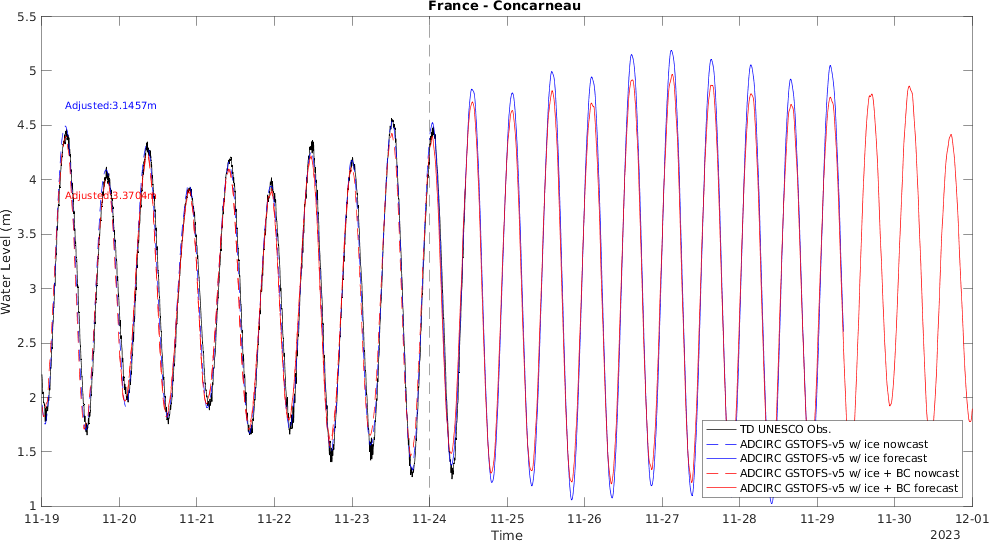 France - Concarneau
5.5
5
4.5
4
3.5
3
2.5
2
1.5
1
Water Level (m)
Adjusted:3.1457m
Adjusted:3.3704m
TD UNESCO Obs.
ADCIRC GSTOFS-v5 w/ ice nowcast
ADCIRC GSTOFS-v5 w/ ice forecast
ADCIRC GSTOFS-v5 w/ ice + BC nowcast
ADCIRC GSTOFS-v5 w/ ice + BC forecast
11-19 11-20 11-21 11-22 11-23 11-24 11-25 11-26 11-27 11-28 11-29 11-30 12-01
Time
2023